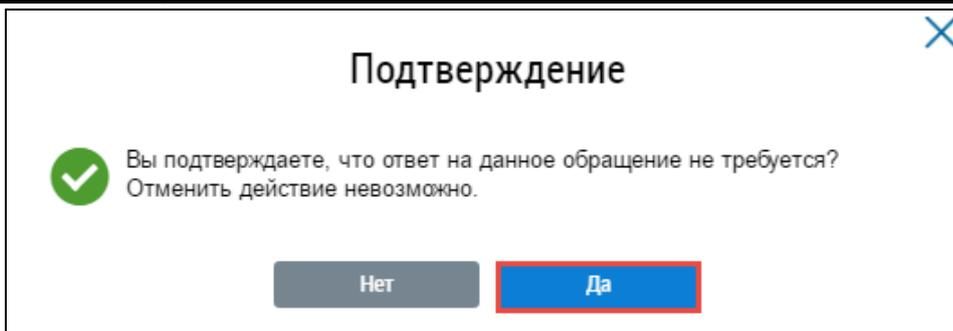 Подтверждение
Вы подтверждаете, что ответ на данное обращение не требуется?
Отменить действие невозможно.
Нет
Да